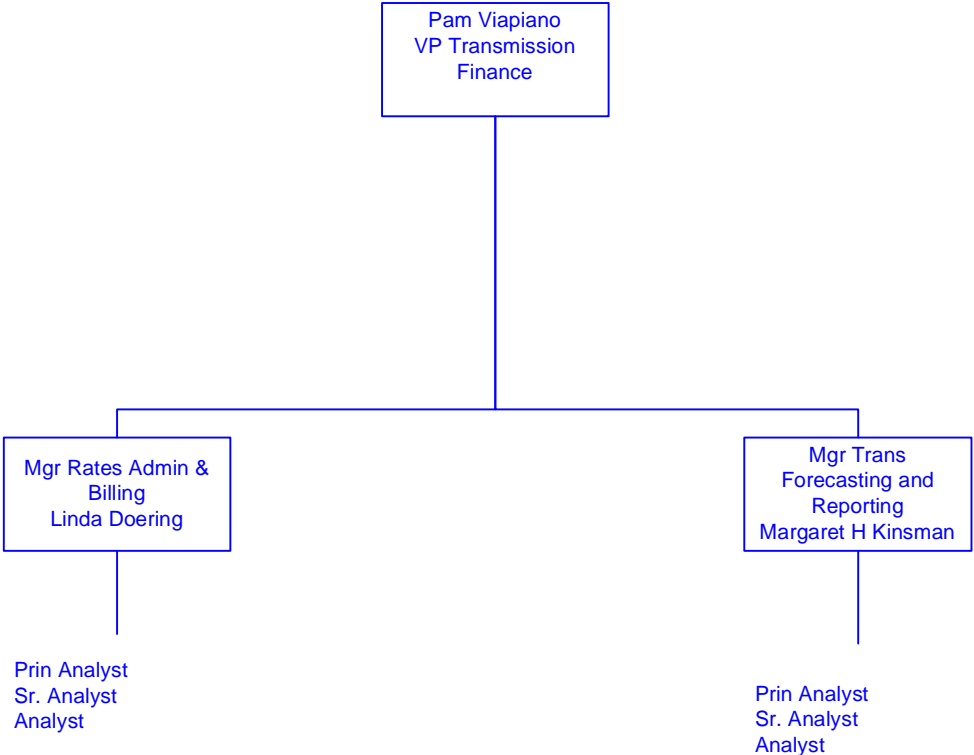 Pam Viapiano
VP Transmission
Finance
Mgr Rates Admin &
Billing
Linda Doering
Mgr Trans
Forecasting and
Reporting
Margaret H Kinsman
Prin Analyst
Sr. Analyst
Analyst
Prin Analyst
Sr. Analyst
Analyst